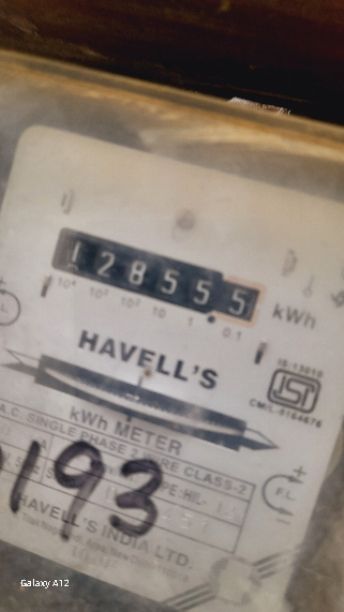 128555
10⁴ 10³ 10² 10 1 0.1
kWh
HAVELL'S
IS:13010
CM/L-
kWh METER
A.C. SINGLE PHASE 2 WIRE CLASS-2
193
F.L.
HAVELL'S INDIA LTD.
Galaxy A12